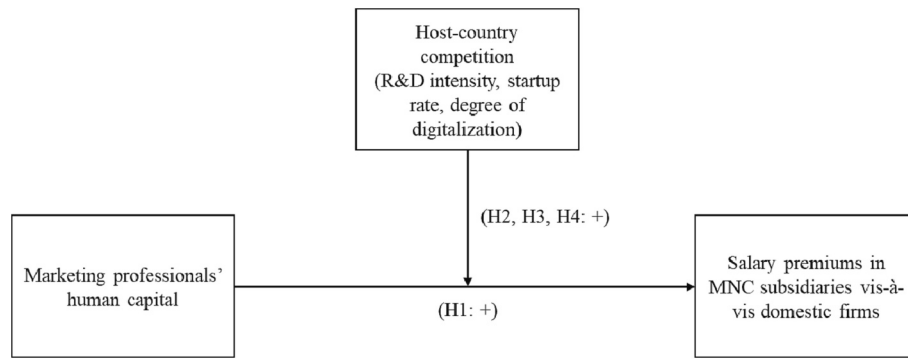 Host-country
competition
(R&D intensity, startup
rate, degree of
digitalization)
(H2, H3, H4: +)
Marketing professionals’
human capital
(H1: +)
Salary premiums in
MNC subsidiaries vis-à-
vis domestic firms